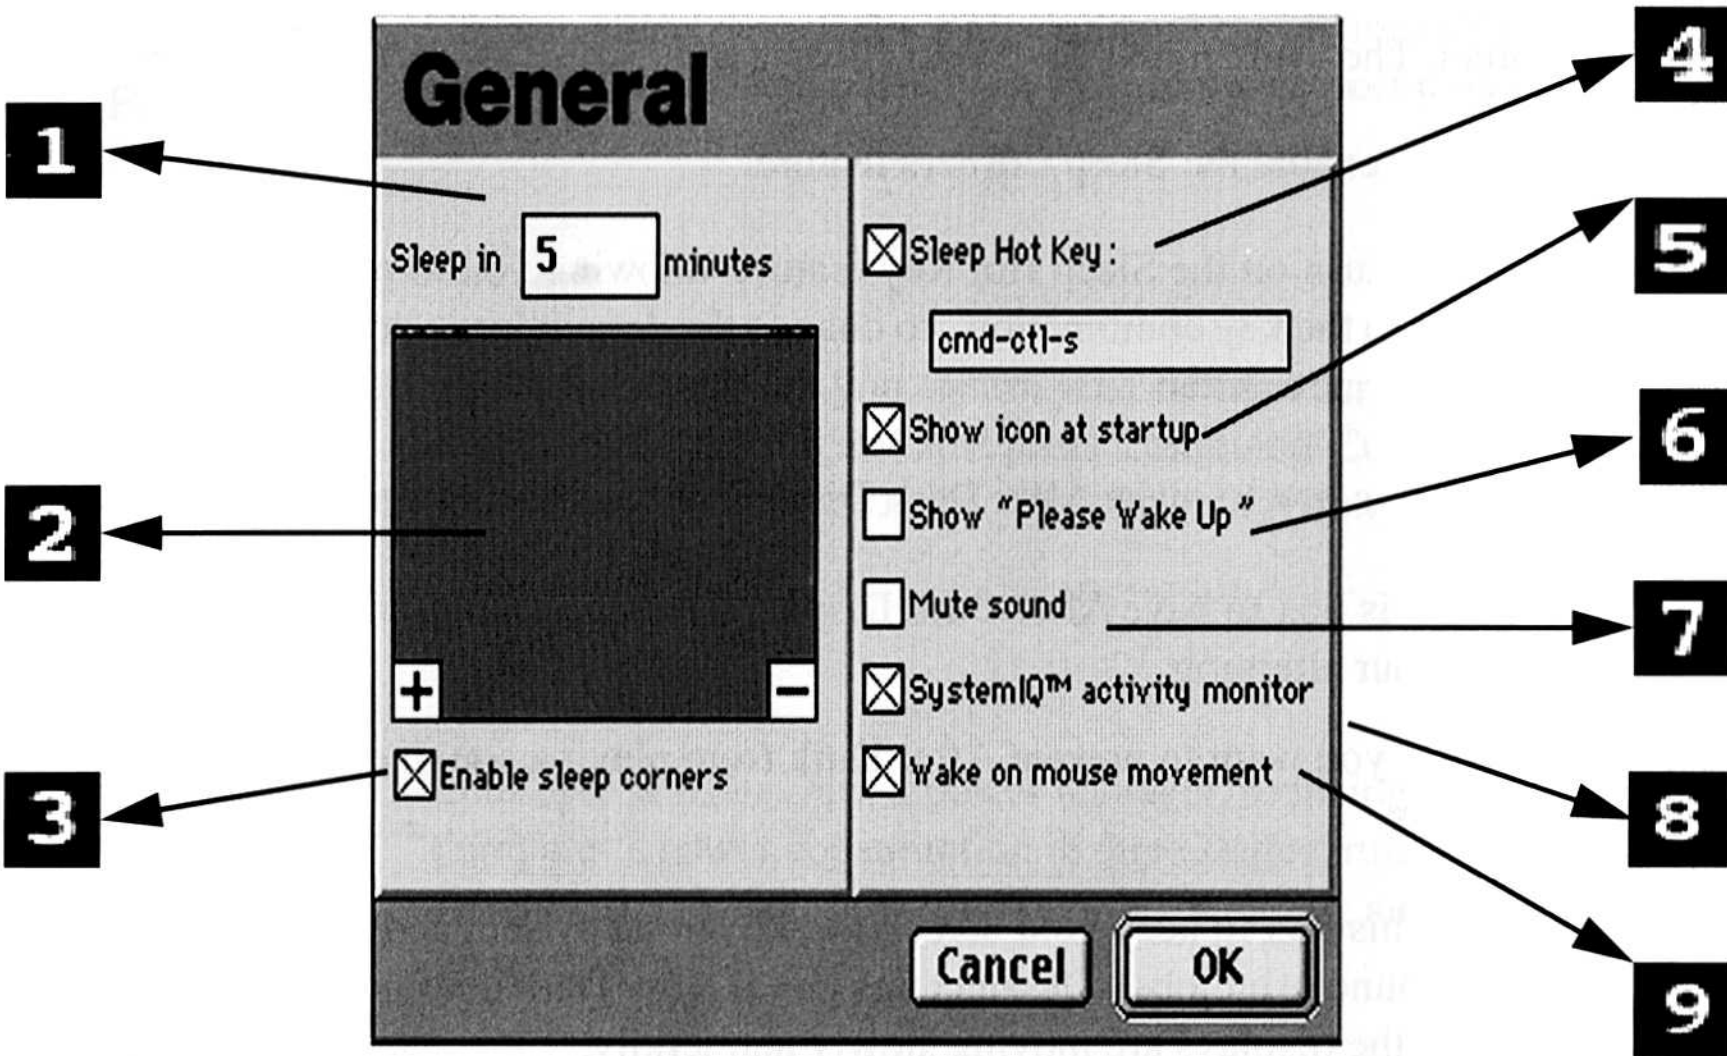 General
1
Sleep in 5 minutes
2
+
−
3
Enable sleep corners
4
Sleep Hot Key :
cmd-ctl-s
5
Show icon at startup
6
Show “Please Wake Up”
7
Mute sound
8
SystemIQ™ activity monitor
9
Wake on mouse movement
Cancel
OK